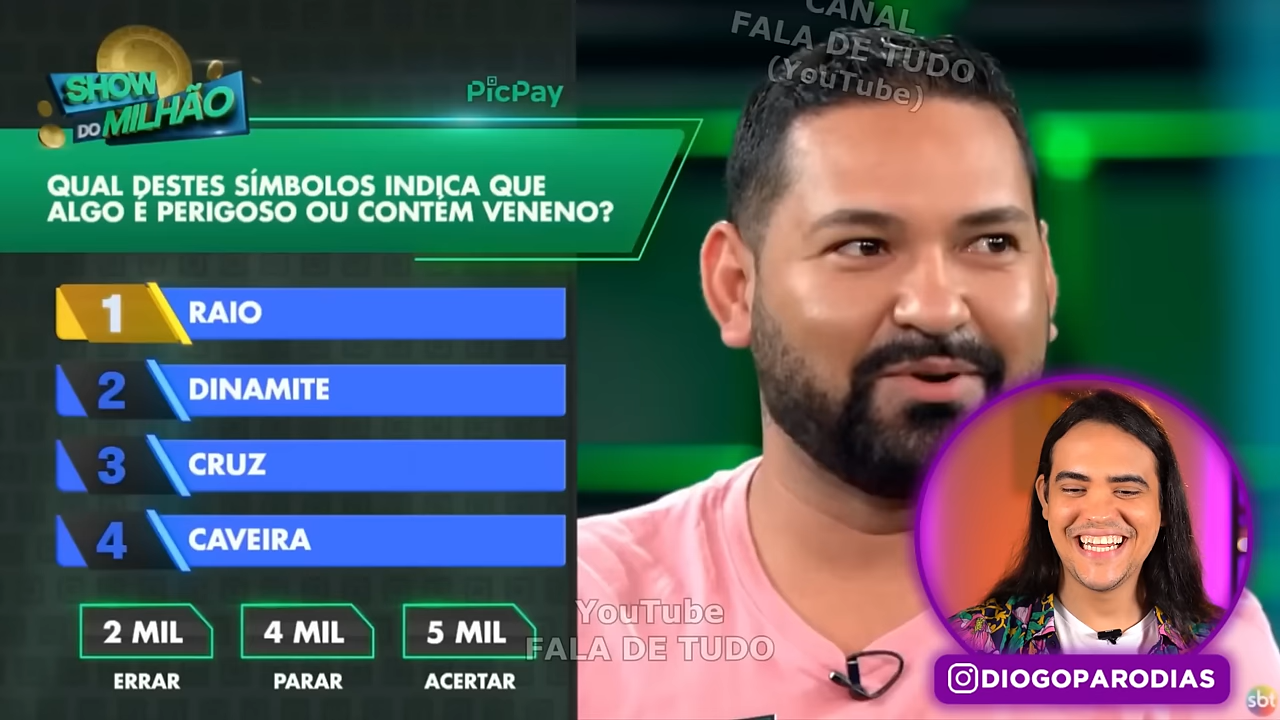 CANAL
FALA DE TUDO
(YouTube)
SHOW
DO MILHÃO
PicPay
QUAL DESTES SÍMBOLOS INDICA QUE
ALGO É PERIGOSO OU CONTÉM VENENO?
1 RAIO
2 DINAMITE
3 CRUZ
4 CAVEIRA
2 MIL 4 MIL 5 MIL
ERRAR PARAR ACERTAR
YouTube
FALA DE TUDO
DIOGOPARODIAS
sbt